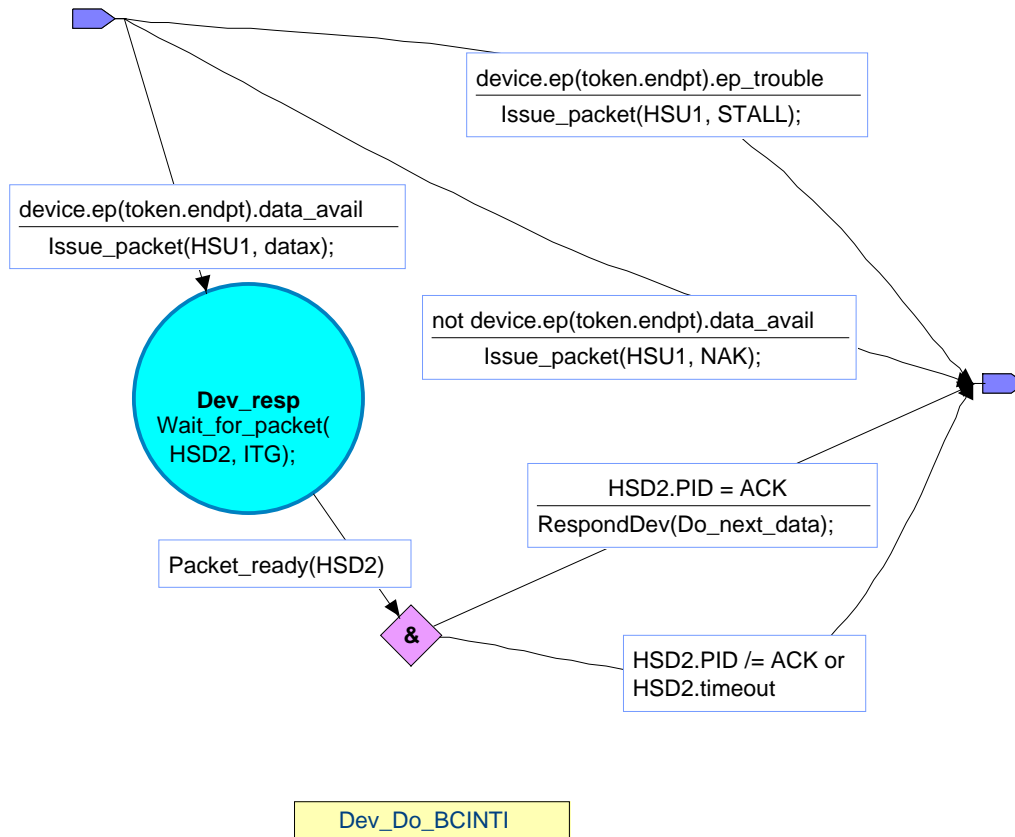 device.ep(token.endpt).ep_trouble
Issue_packet(HSU1, STALL);
device.ep(token.endpt).data_avail
Issue_packet(HSU1, datax);
not device.ep(token.endpt).data_avail
Issue_packet(HSU1, NAK);
Dev_resp
Wait_for_packet(
HSD2, ITG);
HSD2.PID = ACK
RespondDev(Do_next_data);
Packet_ready(HSD2)
&
HSD2.PID /= ACK or
HSD2.timeout
Dev_Do_BCINTI